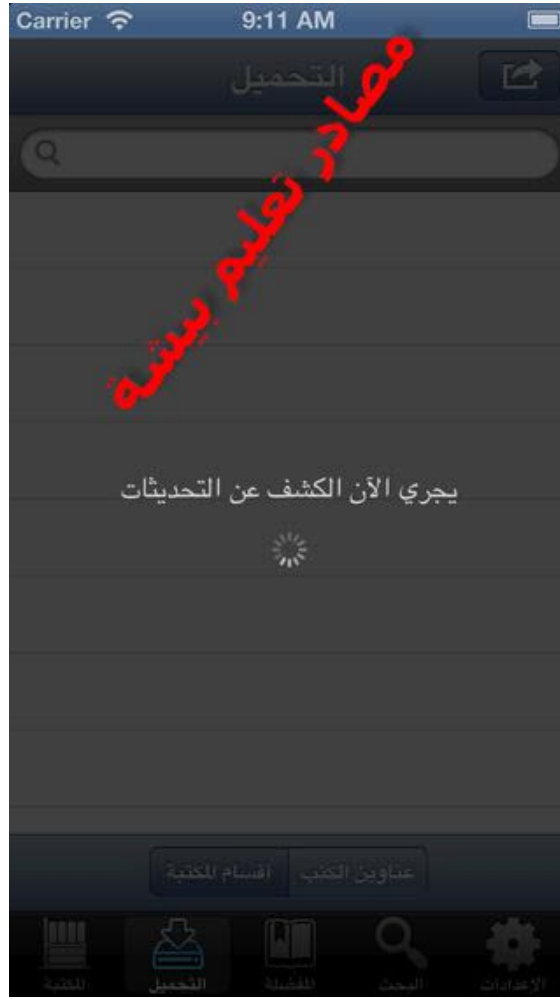 Carrier 9:11 AM
التحميل
مصادر تعليم بيشة
يجري الآن الكشف عن التحديثات
عناوين الكتب أقسام المكتبة
الإعدادات البحث المفضلة التحميل المكتبة